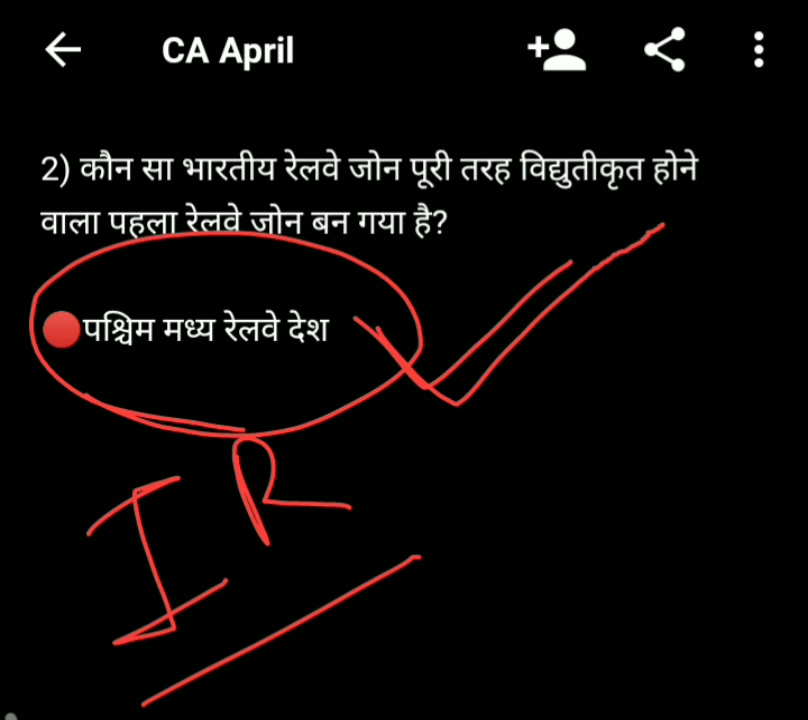 CA April
2) कौन सा भारतीय रेलवे जोन पूरी तरह विद्युतीकृत होने
वाला पहला रेलवे जोन बन गया है?
पश्चिम मध्य रेलवे देश
IR